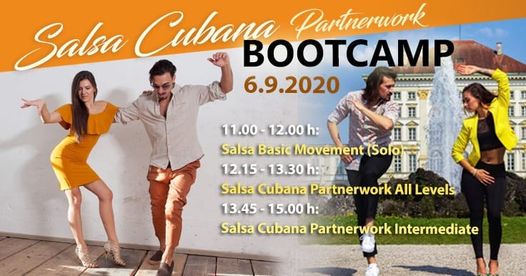 Salsa Cubana Partnerwork
BOOTCAMP
6.9.2020
11.00 - 12.00 h:
Salsa Basic Movement (Solo)
12.15 - 13.30 h:
Salsa Cubana Partnerwork All Levels
13.45 - 15.00 h:
Salsa Cubana Partnerwork Intermediate